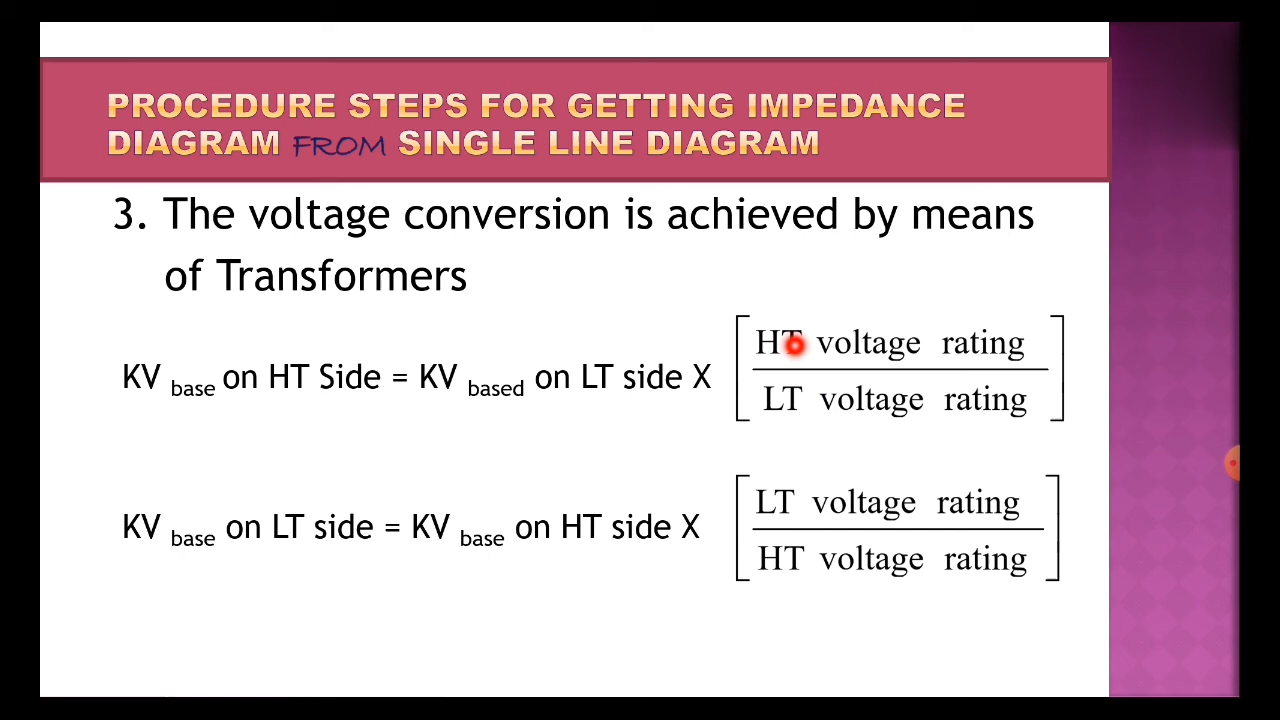 PROCEDURE STEPS FOR GETTING IMPEDANCE
DIAGRAM FROM SINGLE LINE DIAGRAM
3. The voltage conversion is achieved by means
of Transformers
KV base on HT Side = KV based on LT side X [ HT voltage rating / LT voltage rating ]
KV base on LT side = KV base on HT side X [ LT voltage rating / HT voltage rating ]